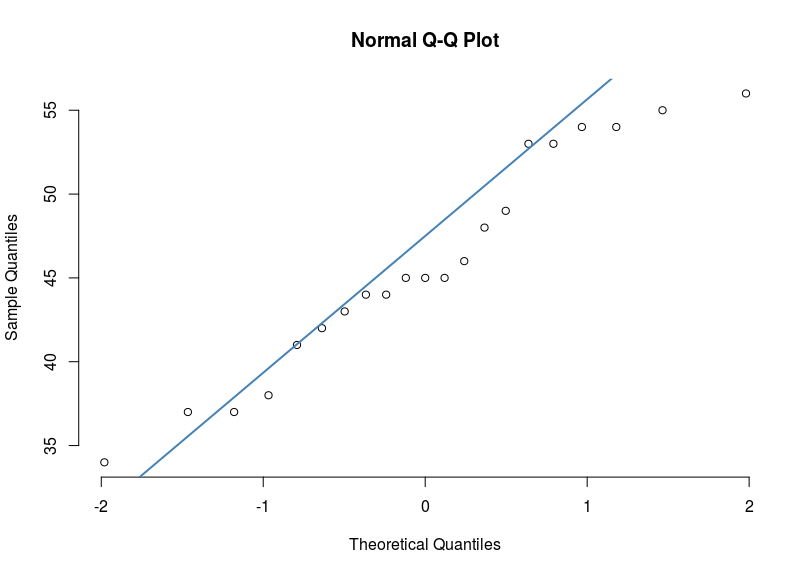 Normal Q-Q Plot
Sample Quantiles
55
50
45
40
35
-2 -1 0 1 2
Theoretical Quantiles